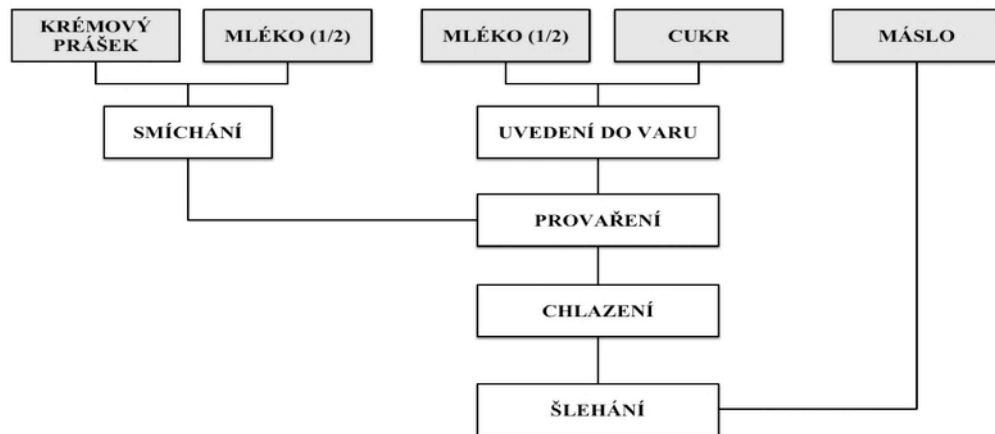 KRÉMOVÝ
PRÁŠEK
MLÉKO (1/2)
MLÉKO (1/2)
CUKR
MÁSLO
SMÍCHÁNÍ
UVEDENÍ DO VARU
PROVAŘENÍ
CHLAZENÍ
ŠLEHÁNÍ